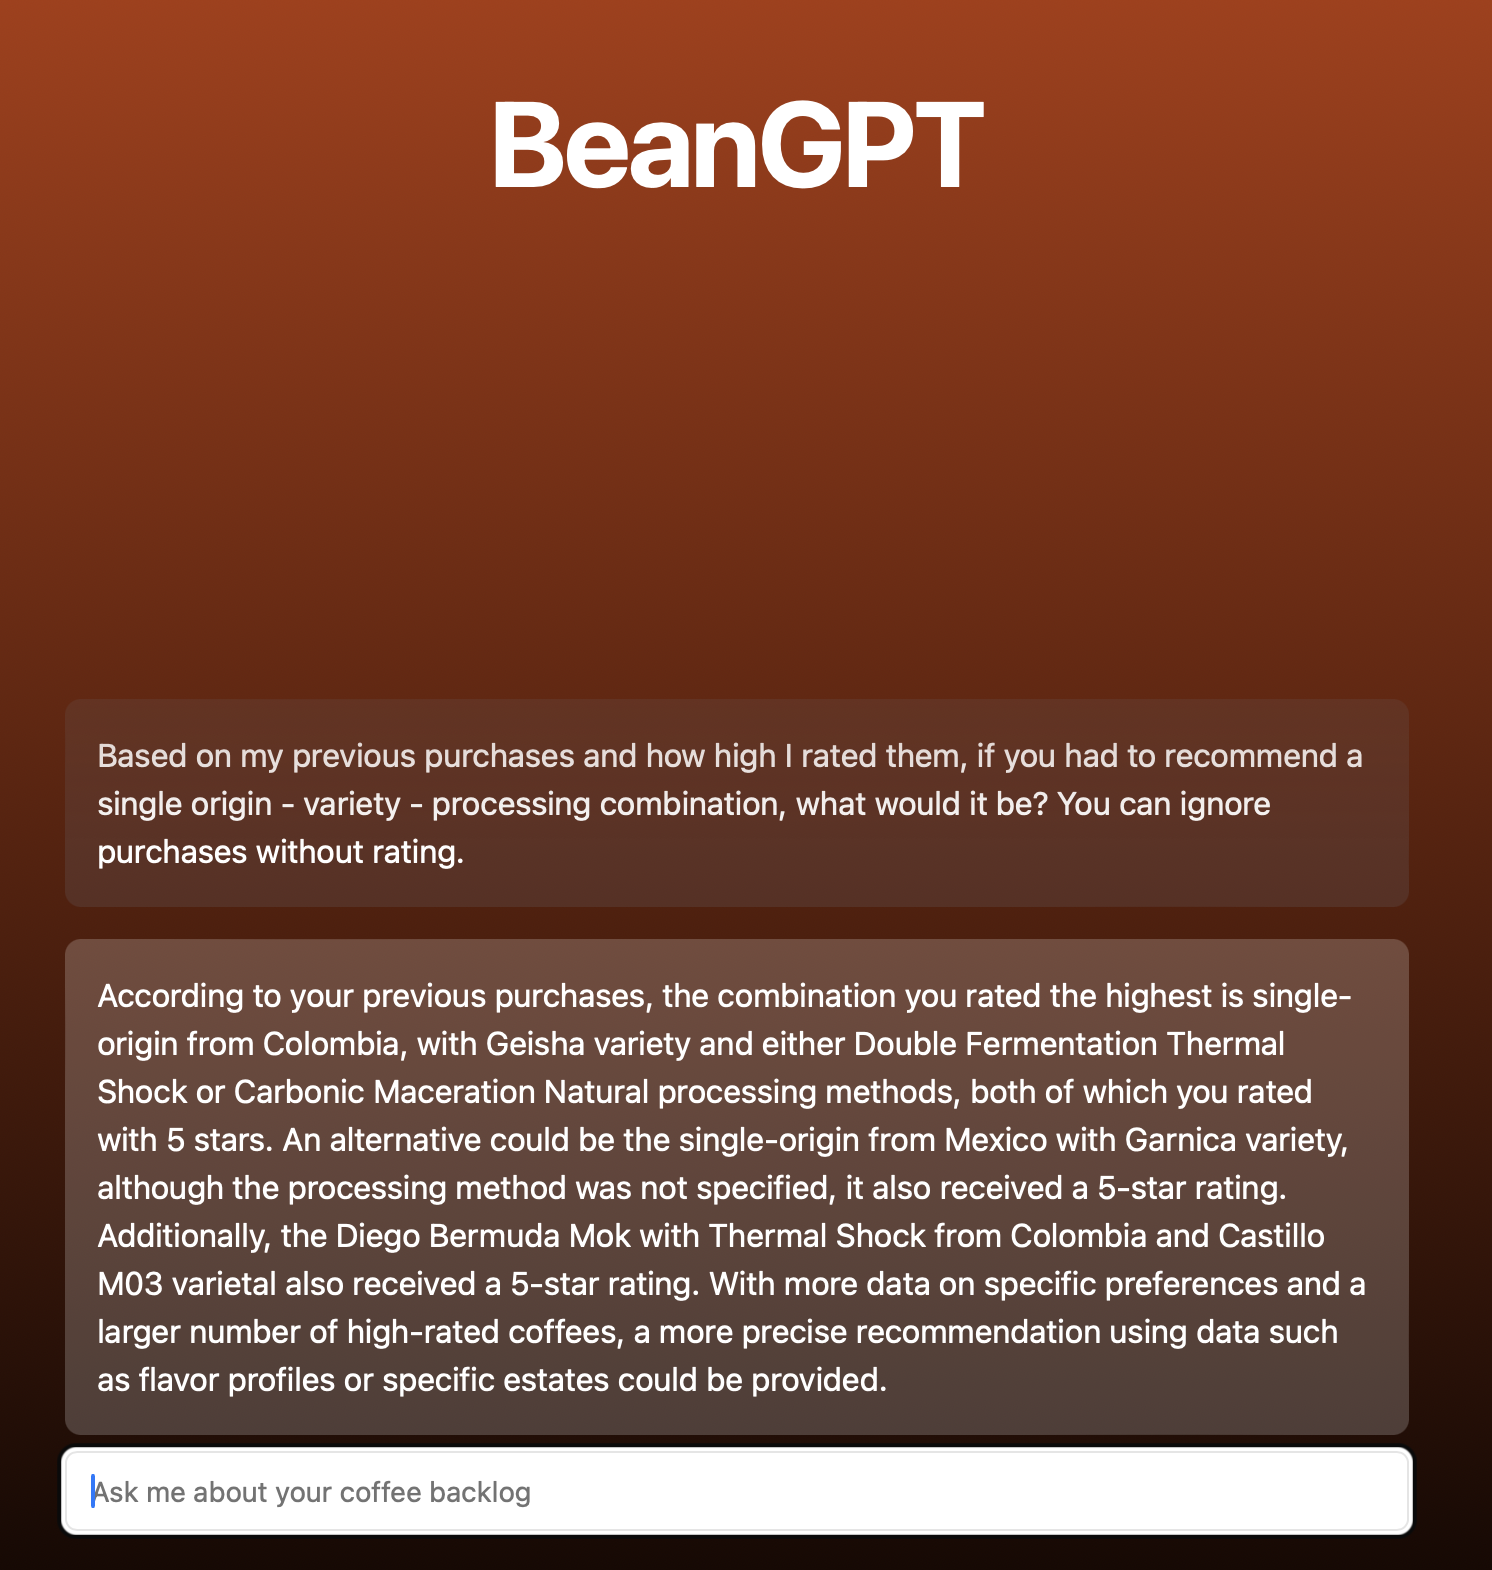 BeanGPT
Based on my previous purchases and how high I rated them, if you had to recommend a
single origin - variety - processing combination, what would it be? You can ignore
purchases without rating.
According to your previous purchases, the combination you rated the highest is single-
origin from Colombia, with Geisha variety and either Double Fermentation Thermal
Shock or Carbonic Maceration Natural processing methods, both of which you rated
with 5 stars. An alternative could be the single-origin from Mexico with Garnica variety,
although the processing method was not specified, it also received a 5-star rating.
Additionally, the Diego Bermuda Mok with Thermal Shock from Colombia and Castillo
M03 varietal also received a 5-star rating. With more data on specific preferences and a
larger number of high-rated coffees, a more precise recommendation using data such
as flavor profiles or specific estates could be provided.
Ask me about your coffee backlog